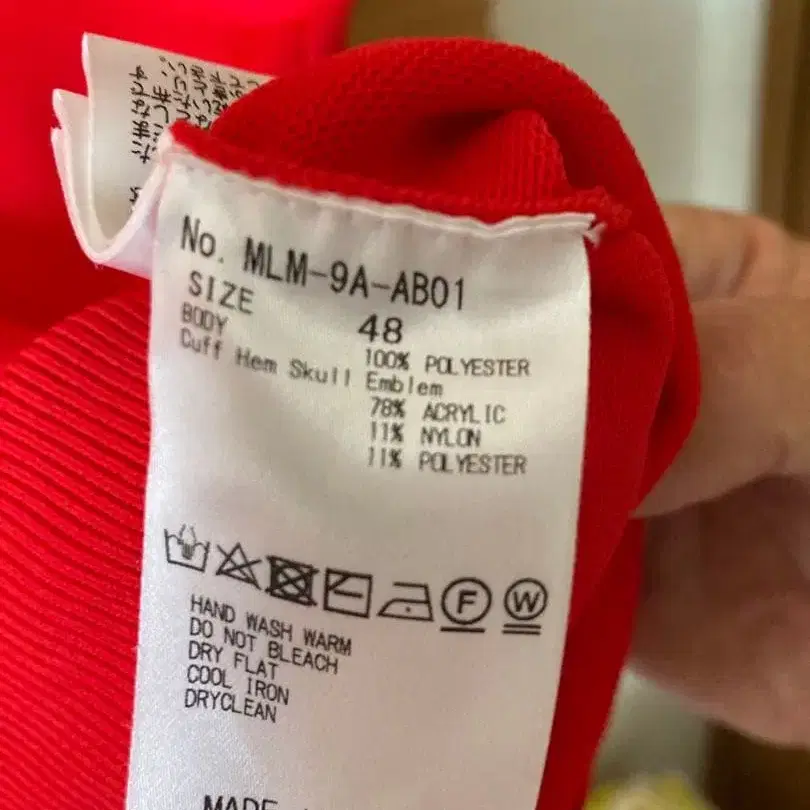 No. MLM-9A-AB01
SIZE
48
BODY
100% POLYESTER
Cuff Hem Skull Emblem
78% ACRYLIC
11% NYLON
11% POLYESTER
F W
HAND WASH WARM
DO NOT BLEACH
DRY FLAT
COOL IRON
DRYCLEAN
MADE